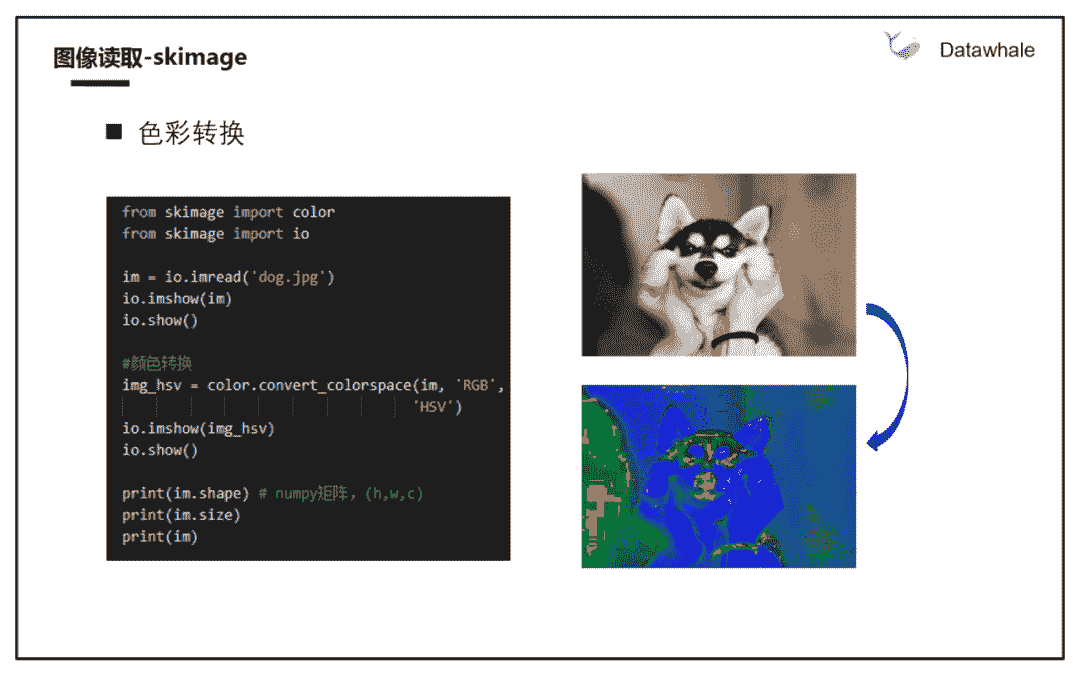 图像读取-skimage
Datawhale
■ 色彩转换
from skimage import color
from skimage import io
im = io.imread('dog.jpg')
io.imshow(im)
io.show()
#颜色转换
img_hsv = color.convert_colorspace(im, 'RGB',
'HSV')
io.imshow(img_hsv)
io.show()
print(im.shape) # numpy矩阵，(h,w,c)
print(im.size)
print(im)